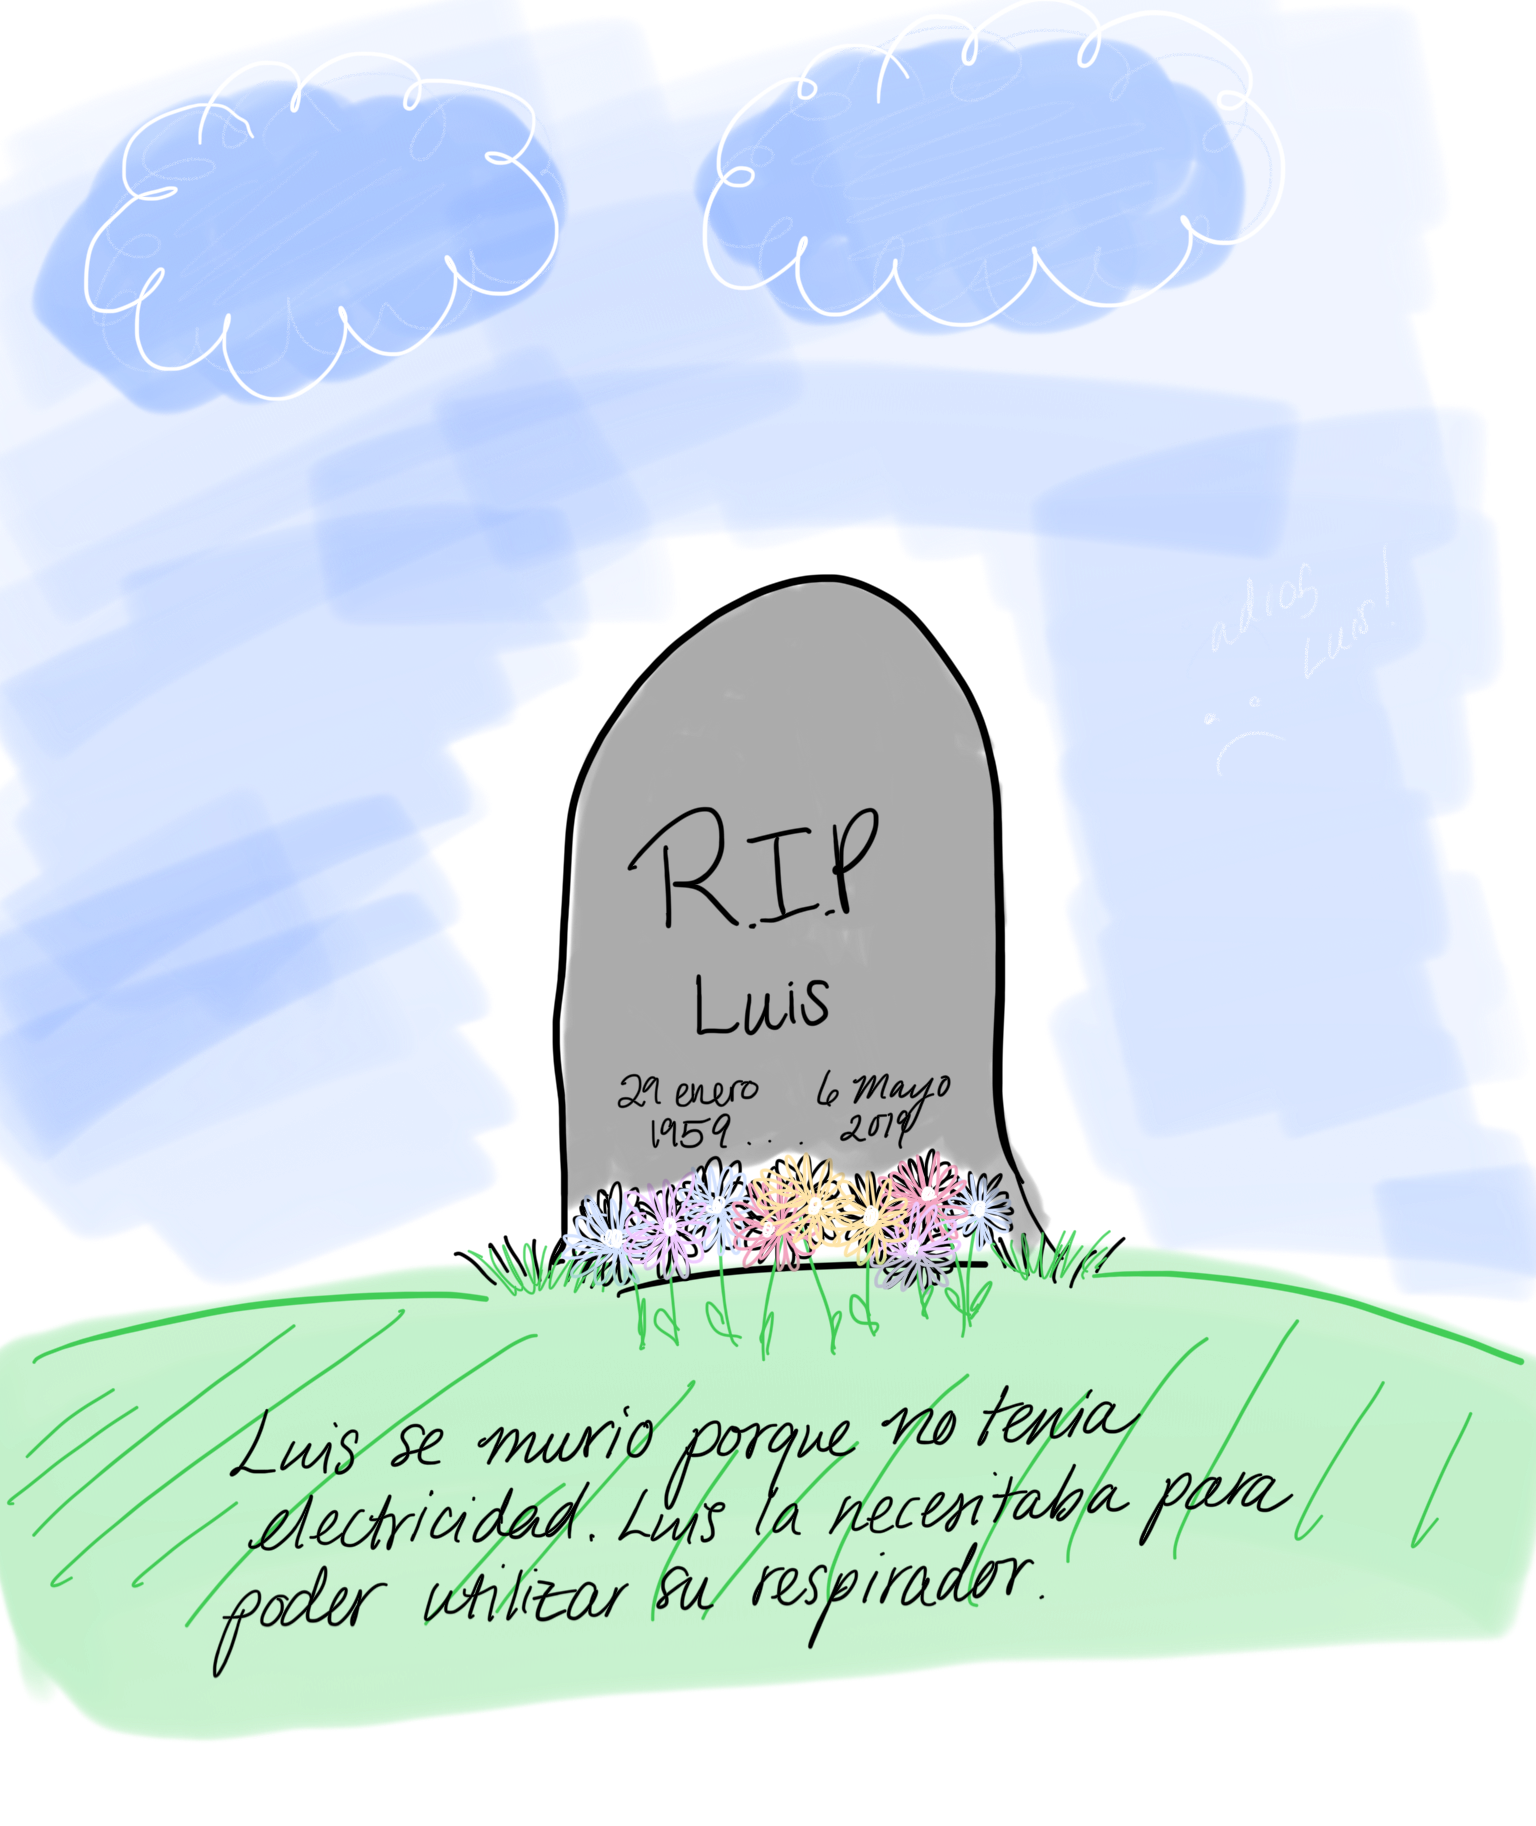 adios
Luis!
R.I.P
Luis
29 enero 6 Mayo
1959 . . . 2019
Luis se murio porque no tenia
electricidad. Luis la necesitaba para
poder utilizar su respirador.